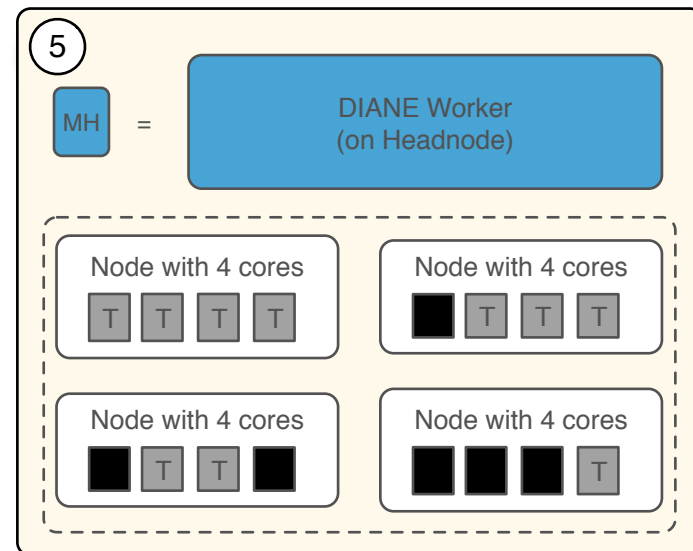 5
MH = DIANE Worker
(on Headnode)
Node with 4 cores
T T T T
Node with 4 cores
T T T
Node with 4 cores
T T
Node with 4 cores
T